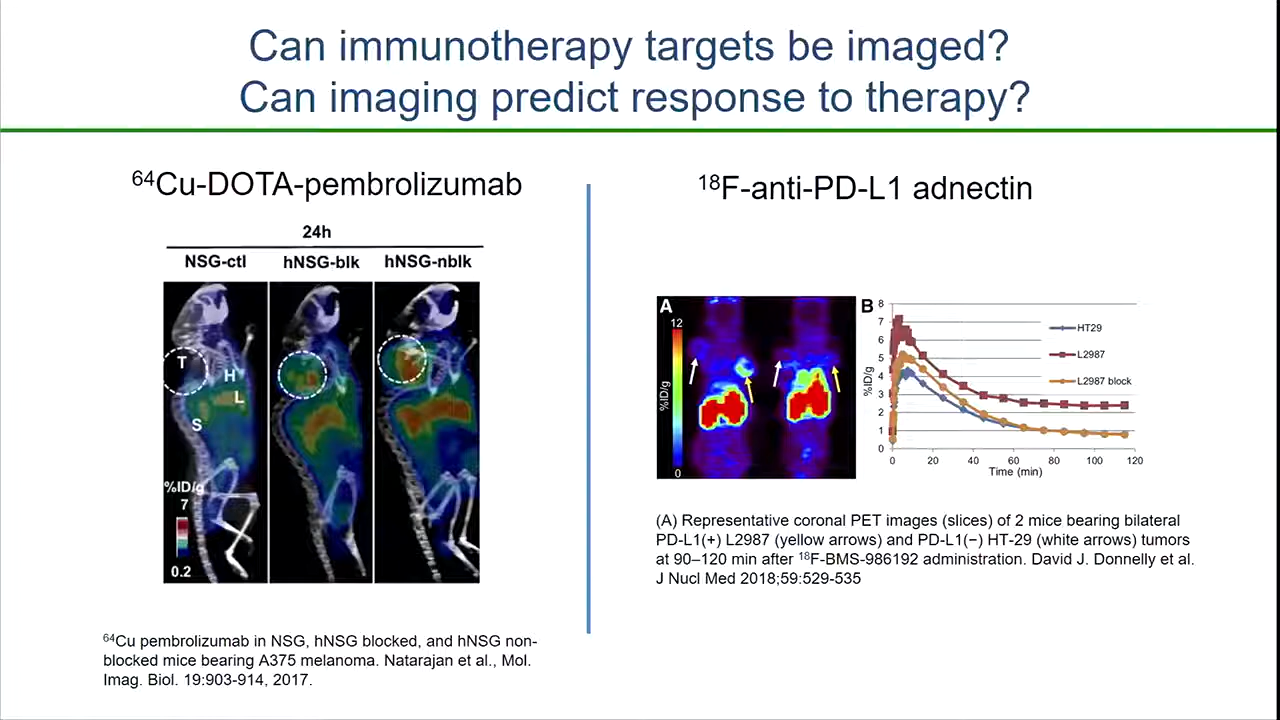 Can immunotherapy targets be imaged?
Can imaging predict response to therapy?
⁶⁴Cu-DOTA-pembrolizumab
24h
NSG-ctl hNSG-blk hNSG-nblk
T
H
L
S
%ID/g
7
0.2
⁶⁴Cu pembrolizumab in NSG, hNSG blocked, and hNSG non-
blocked mice bearing A375 melanoma. Natarajan et al., Mol.
Imag. Biol. 19:903-914, 2017.
¹⁸F-anti-PD-L1 adnectin
A
12
%ID/g
0
B
8
7
6
5
4
3
2
1
0
%ID/g
0 20 40 60 80 100 120
Time (min)
HT29
L2987
L2987 block
(A) Representative coronal PET images (slices) of 2 mice bearing bilateral
PD-L1(+) L2987 (yellow arrows) and PD-L1(−) HT-29 (white arrows) tumors
at 90–120 min after ¹⁸F-BMS-986192 administration. David J. Donnelly et al.
J Nucl Med 2018;59:529-535